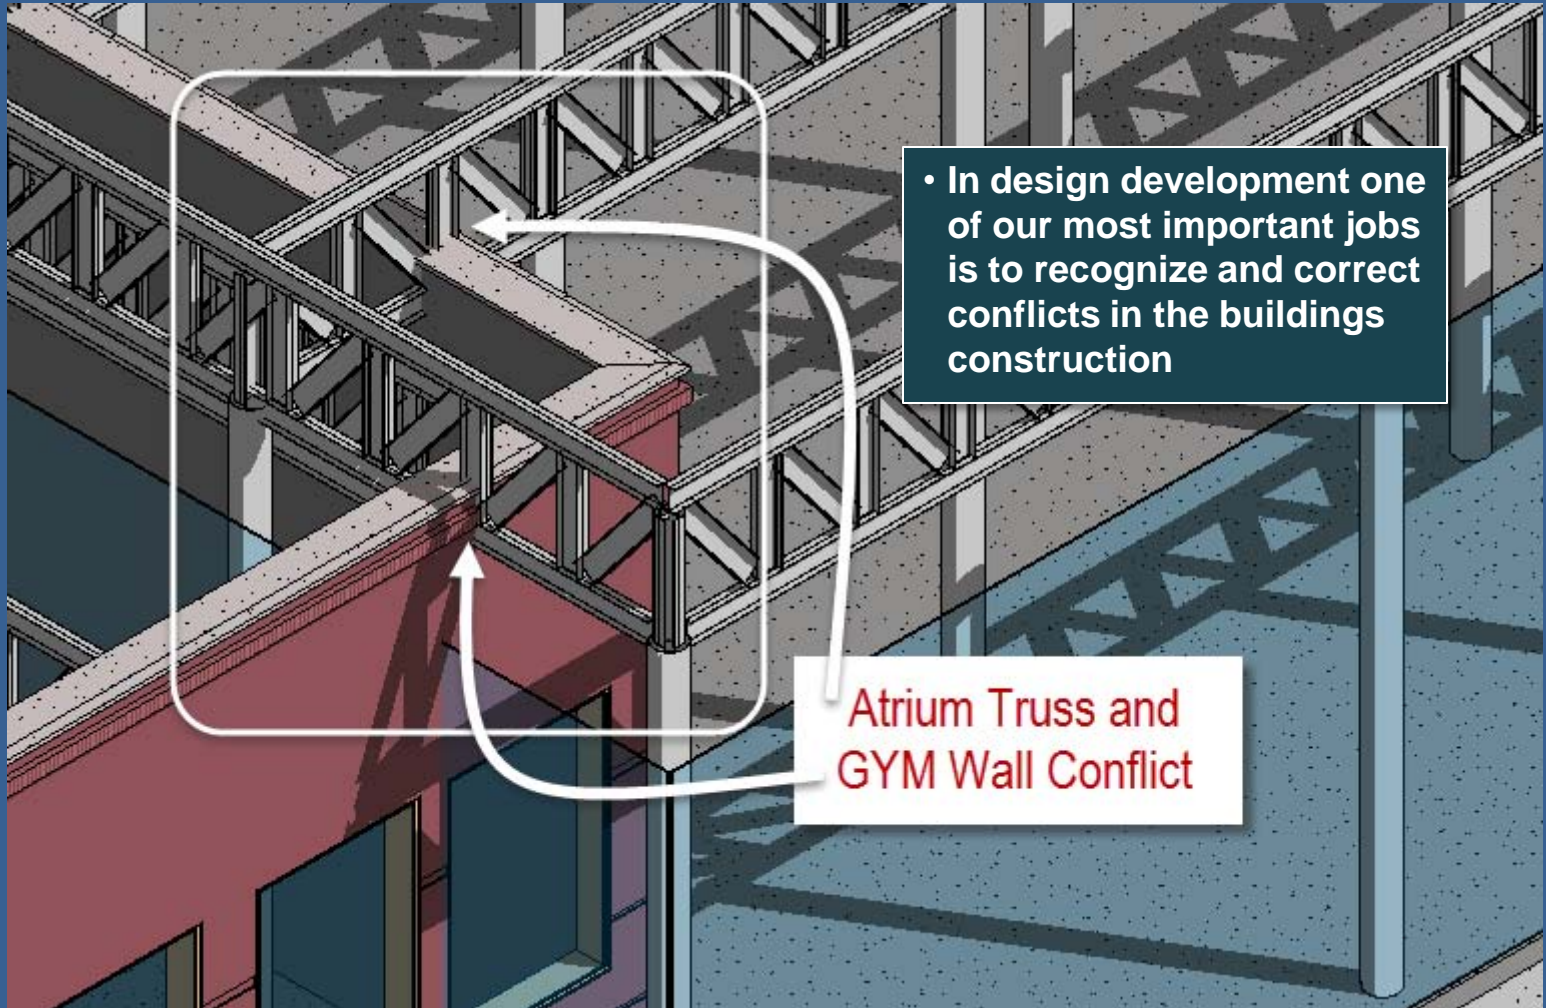 • In design development one
of our most important jobs
is to recognize and correct
conflicts in the buildings
construction
Atrium Truss and
GYM Wall Conflict